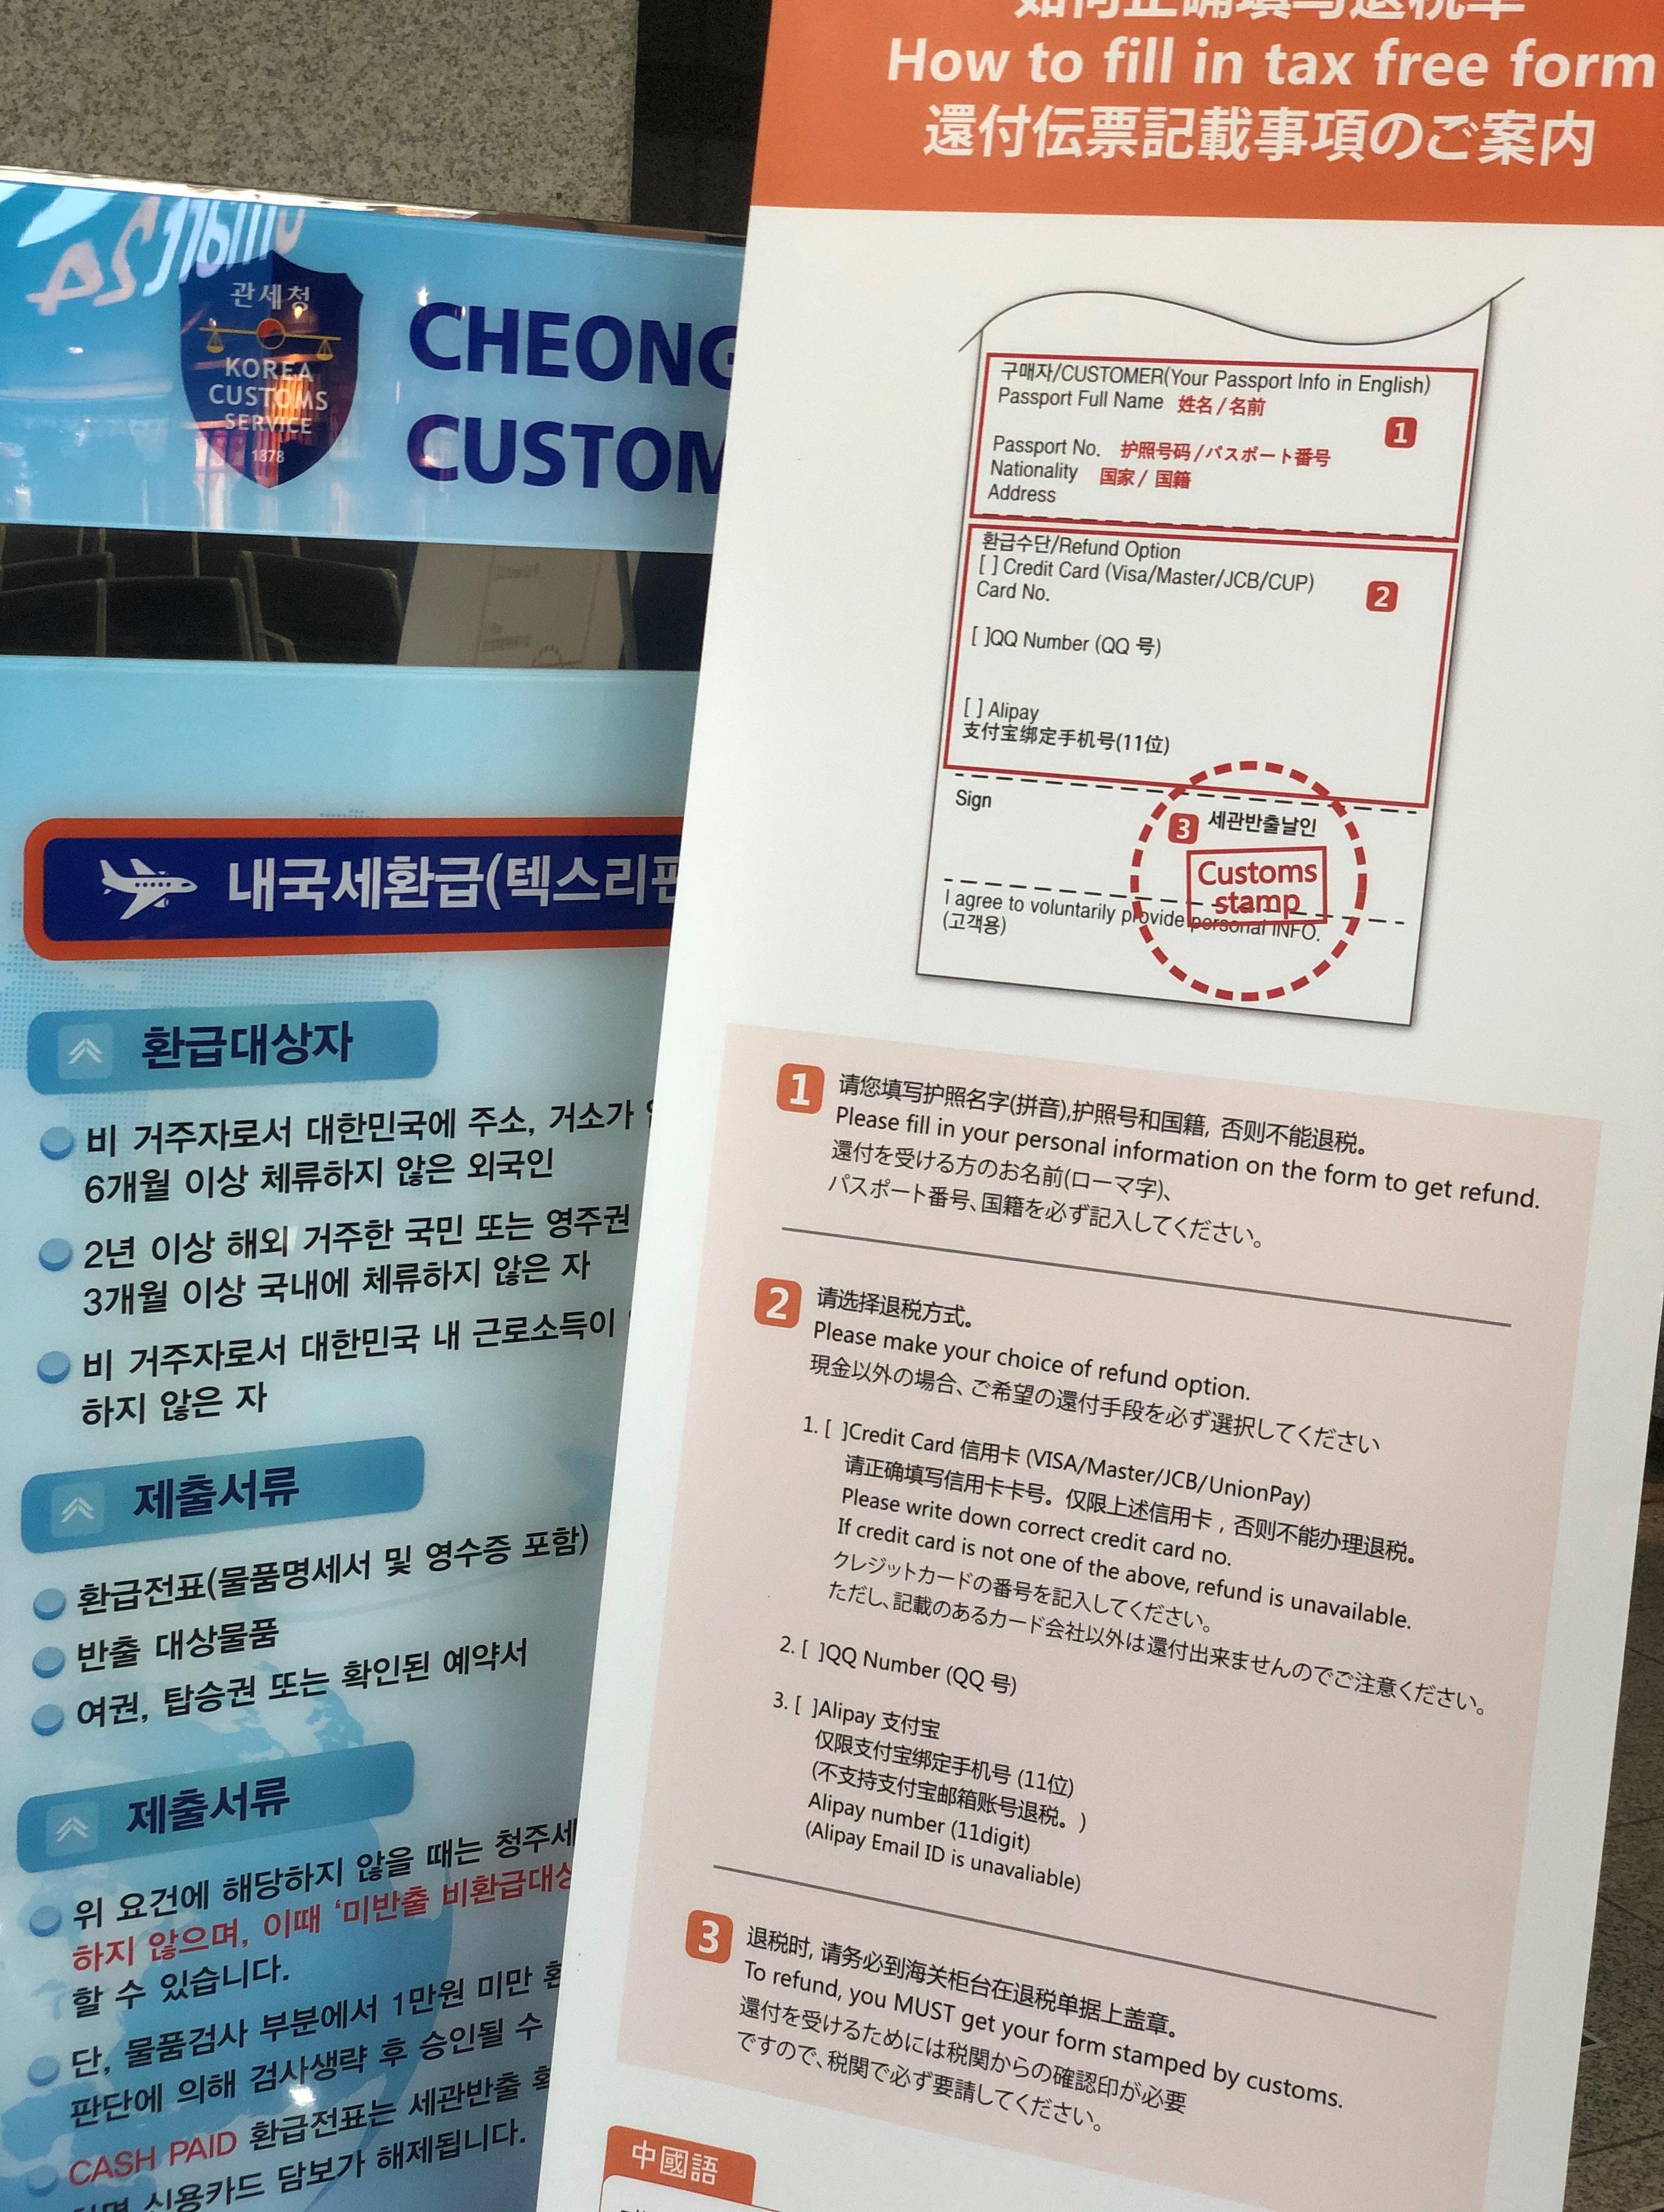 관세청
KOREA
CUSTOMS
SERVICE
1878
CHEONG
CUSTOM
내국세환급(텍스리펀
환급대상자
비 거주자로서 대한민국에 주소, 거소가
6개월 이상 체류하지 않은 외국인
2년 이상 해외 거주한 국민 또는 영주권
3개월 이상 국내에 체류하지 않은 자
비 거주자로서 대한민국 내 근로소득이
하지 않은 자
제출서류
환급전표(물품명세서 및 영수증 포함)
반출 대상물품
여권, 탑승권 또는 확인된 예약서
제출서류
위 요건에 해당하지 않을 때는 청주세
하지 않으며, 이때 ‘미반출 비환급대상
할 수 있습니다.
단, 물품검사 부분에서 1만원 미만 환
판단에 의해 검사생략 후 승인될 수
CASH PAID 환급전표는 세관반출 확
신용카드 담보가 해제됩니다.
如何正确填写退税单
How to fill in tax free form
還付伝票記載事項のご案内
구매자/CUSTOMER(Your Passport Info in English)
Passport Full Name 姓名/名前
1
Passport No. 护照号码/パスポート番号
Nationality 国家/国籍
Address
환급수단/Refund Option
[ ] Credit Card (Visa/Master/JCB/CUP)
2
Card No.
[ ]QQ Number (QQ 号)
[ ] Alipay
支付宝绑定手机号(11位)
Sign
3 세관반출날인
Customs
stamp
I agree to voluntarily provide personal INFO.
(고객용)
1 请您填写护照名字(拼音),护照号和国籍, 否则不能退税。
Please fill in your personal information on the form to get refund.
還付を受ける方のお名前(ローマ字)、
パスポート番号、国籍を必ず記入してください。
2 请选择退税方式。
Please make your choice of refund option.
現金以外の場合、ご希望の還付手段を必ず選択してください
1. [ ]Credit Card 信用卡 (VISA/Master/JCB/UnionPay)
请正确填写信用卡卡号。仅限上述信用卡，否则不能办理退税。
Please write down correct credit card no.
If credit card is not one of the above, refund is unavailable.
クレジットカードの番号を記入してください。
ただし、記載のあるカード会社以外は還付出来ませんのでご注意ください。
2. [ ]QQ Number (QQ 号)
3. [ ]Alipay 支付宝
仅限支付宝绑定手机号 (11位)
(不支持支付宝邮箱账号退税。)
Alipay number (11digit)
(Alipay Email ID is unavaliable)
3 退税时, 请务必到海关柜台在退税单据上盖章。
To refund, you MUST get your form stamped by customs.
還付を受けるためには税関からの確認印が必要
ですので、税関で必ず要請してください。
中國語